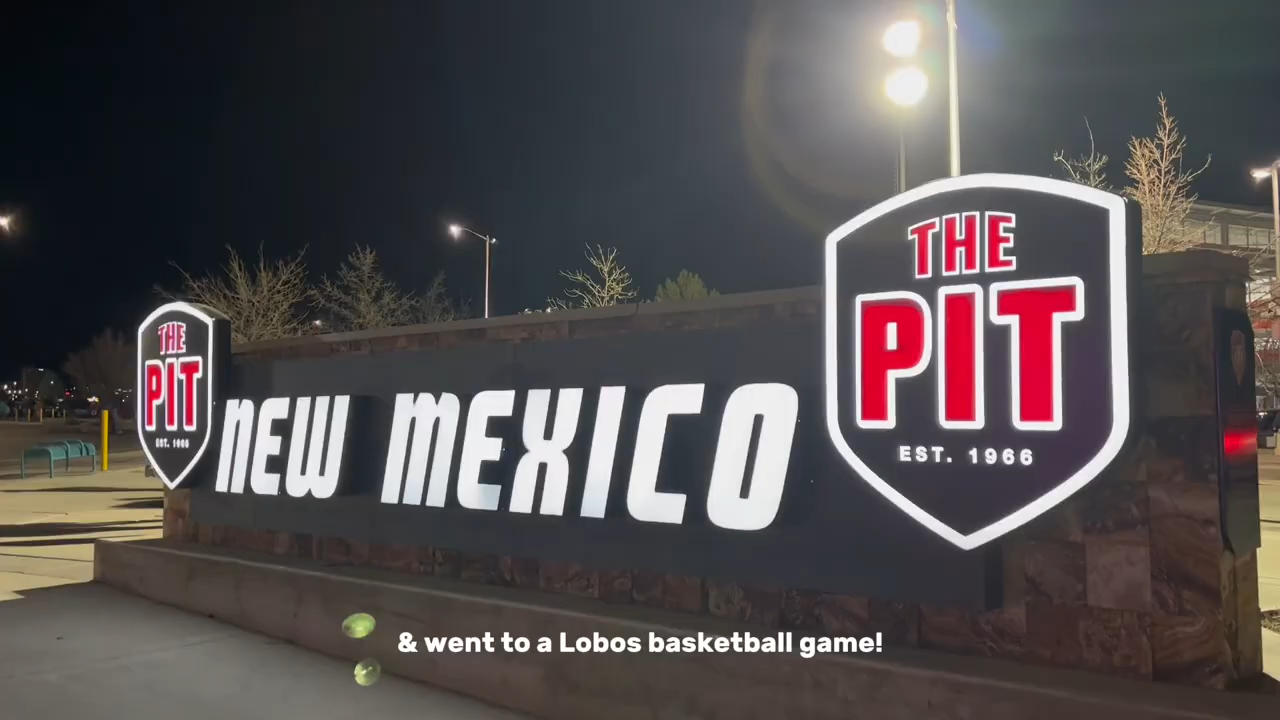 THE
PIT
EST. 1966
NEW MEXICO
THE
PIT
EST. 1966
& went to a Lobos basketball game!